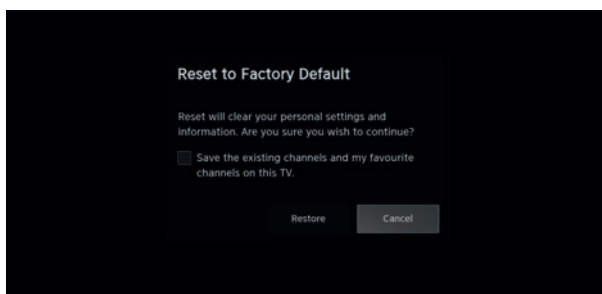 Reset to Factory Default
Reset will clear your personal settings and
information. Are you sure you wish to continue?
Save the existing channels and my favourite
channels on this TV.
Restore
Cancel